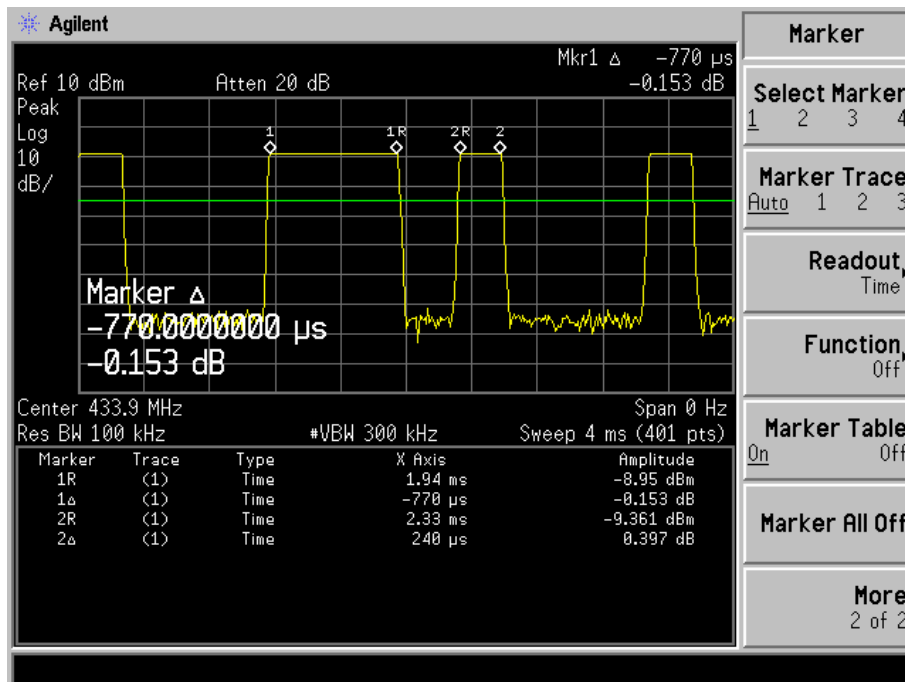 Agilent
Mkr1 Δ -770 µs
Ref 10 dBm Atten 20 dB -0.153 dB
Peak
Log
10
dB/
1 1R 2R 2
Marker Δ
-770.0000000 µs
-0.153 dB
Center 433.9 MHz Span 0 Hz
Res BW 100 kHz #VBW 300 kHz Sweep 4 ms (401 pts)
Marker Trace Type X Axis Amplitude
1R (1) Time 1.94 ms -8.95 dBm
1Δ (1) Time -770 µs -0.153 dB
2R (1) Time 2.33 ms -9.361 dBm
2Δ (1) Time 240 µs 0.397 dB
Marker
Select Marker
1 2 3 4
Marker Trace
Auto 1 2 3
Readout
Time
Function
Off
Marker Table
On Off
Marker All Off
More
2 of 2